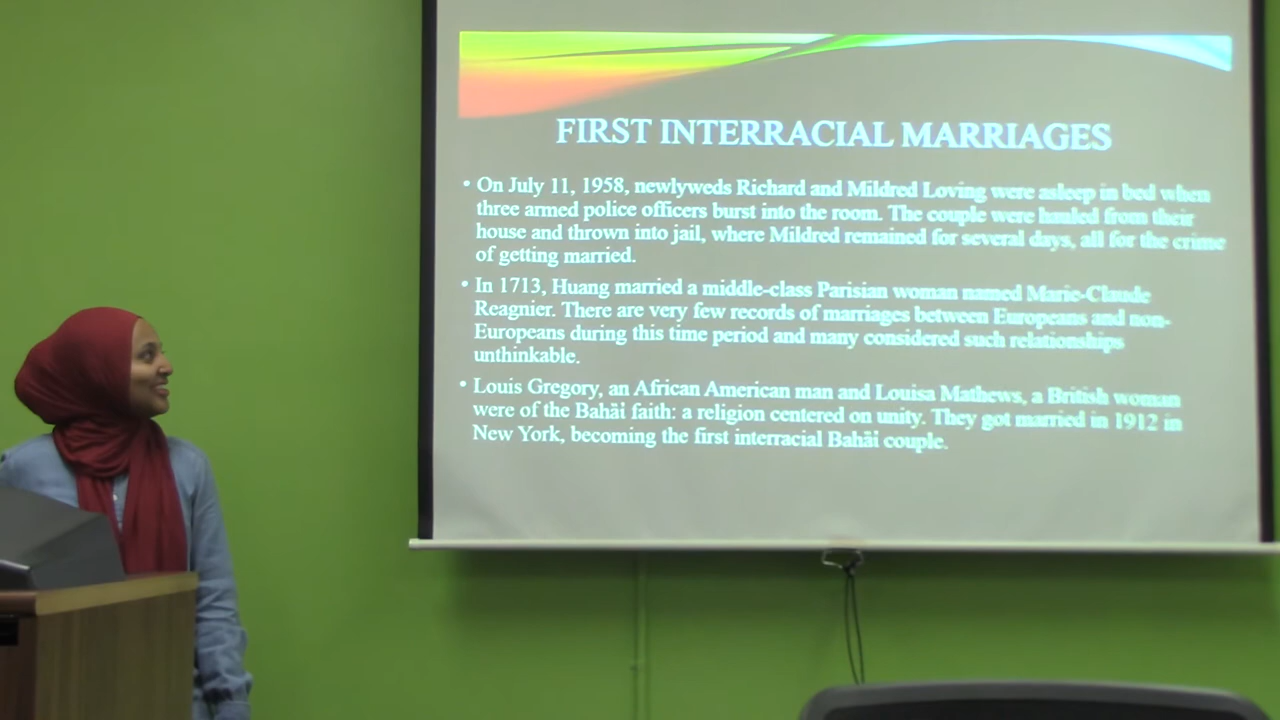 FIRST INTERRACIAL MARRIAGES
• On July 11, 1958, newlyweds Richard and Mildred Loving were asleep in bed when
three armed police officers burst into the room. The couple were hauled from their
house and thrown into jail, where Mildred remained for several days, all for the crime
of getting married.
• In 1713, Huang married a middle-class Parisian woman named Marie-Claude
Reagnier. There are very few records of marriages between Europeans and non-
Europeans during this time period and many considered such relationships
unthinkable.
• Louis Gregory, an African American man and Louisa Mathews, a British woman
were of the Bahāi faith: a religion centered on unity. They got married in 1912 in
New York, becoming the first interracial Bahāi couple.